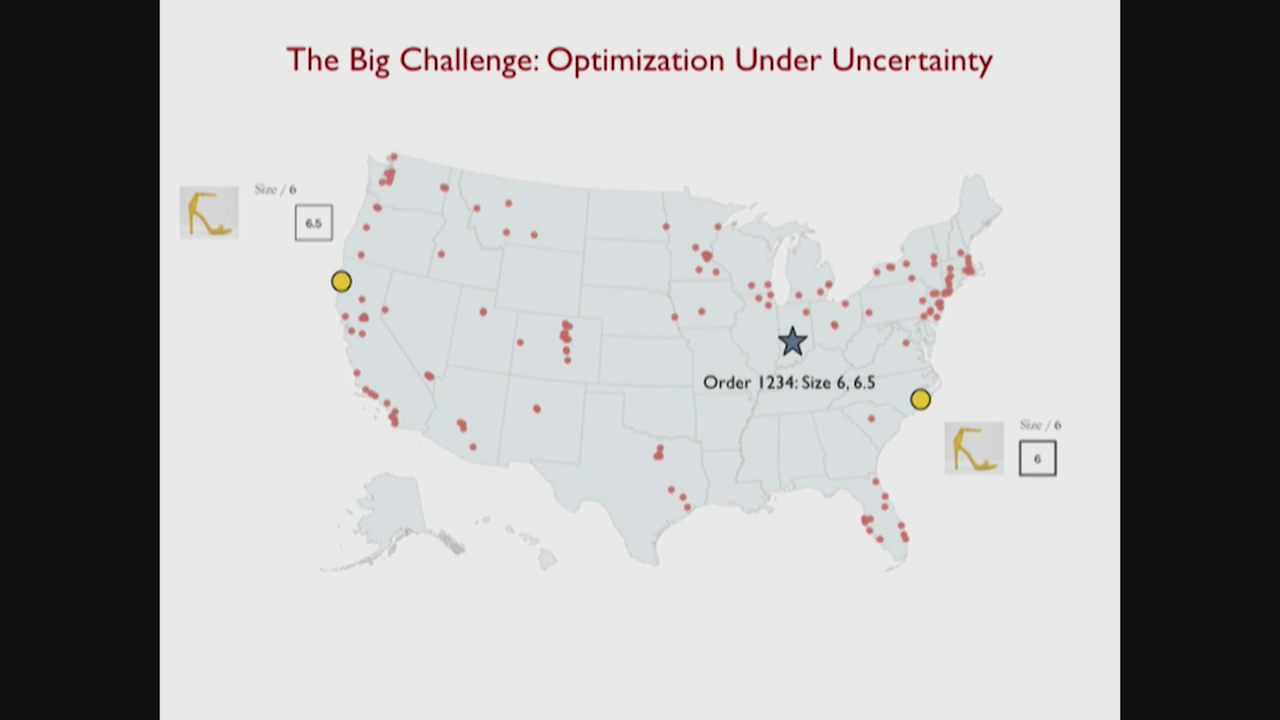 The Big Challenge: Optimization Under Uncertainty
Size / 6
6.5
Order 1234: Size 6, 6.5
Size / 6
6